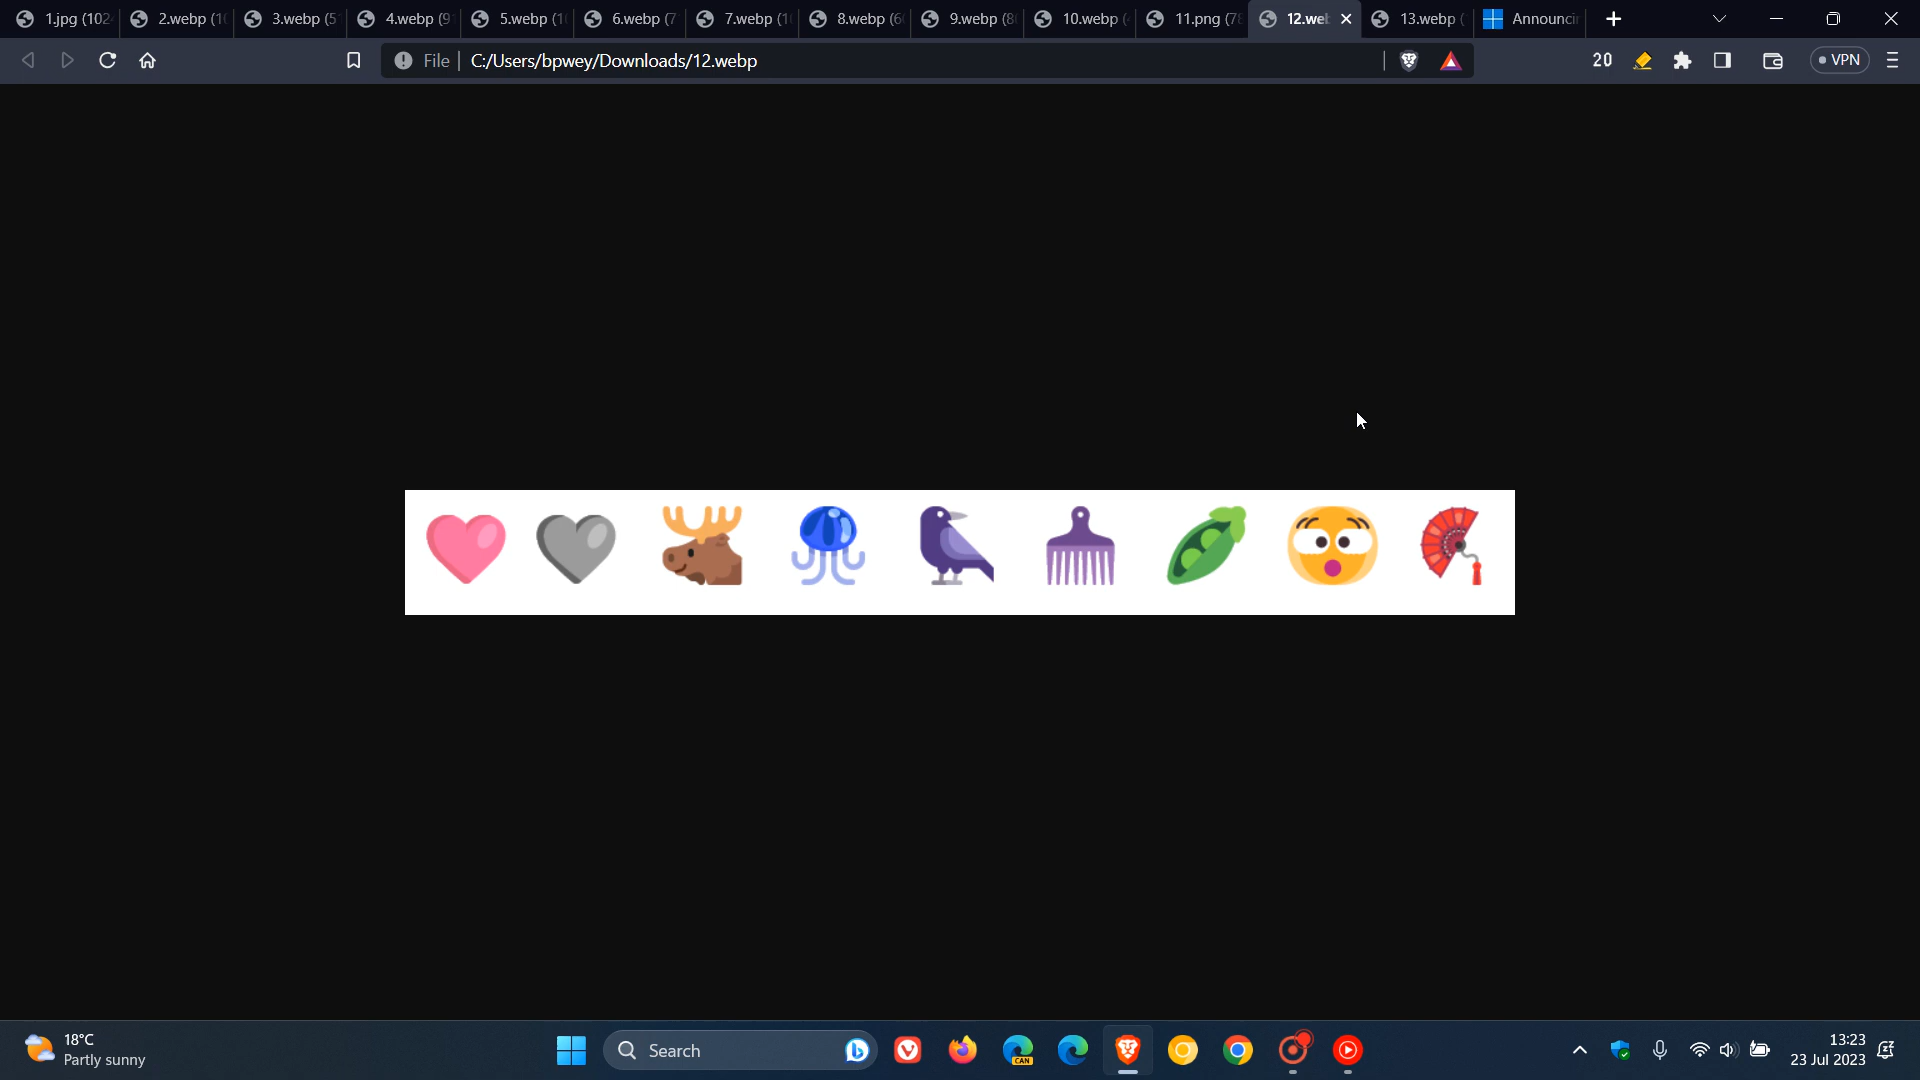 1.jpg (102
2.webp (1
3.webp (5
4.webp (9
5.webp (1
6.webp (7
7.webp (1
8.webp (6
9.webp (8
10.webp (
11.png (7
12.we
13.webp (
Announci
File
C:/Users/bpwey/Downloads/12.webp
20
VPN
18°C
Partly sunny
Search
CAN
13:23
23 Jul 2023